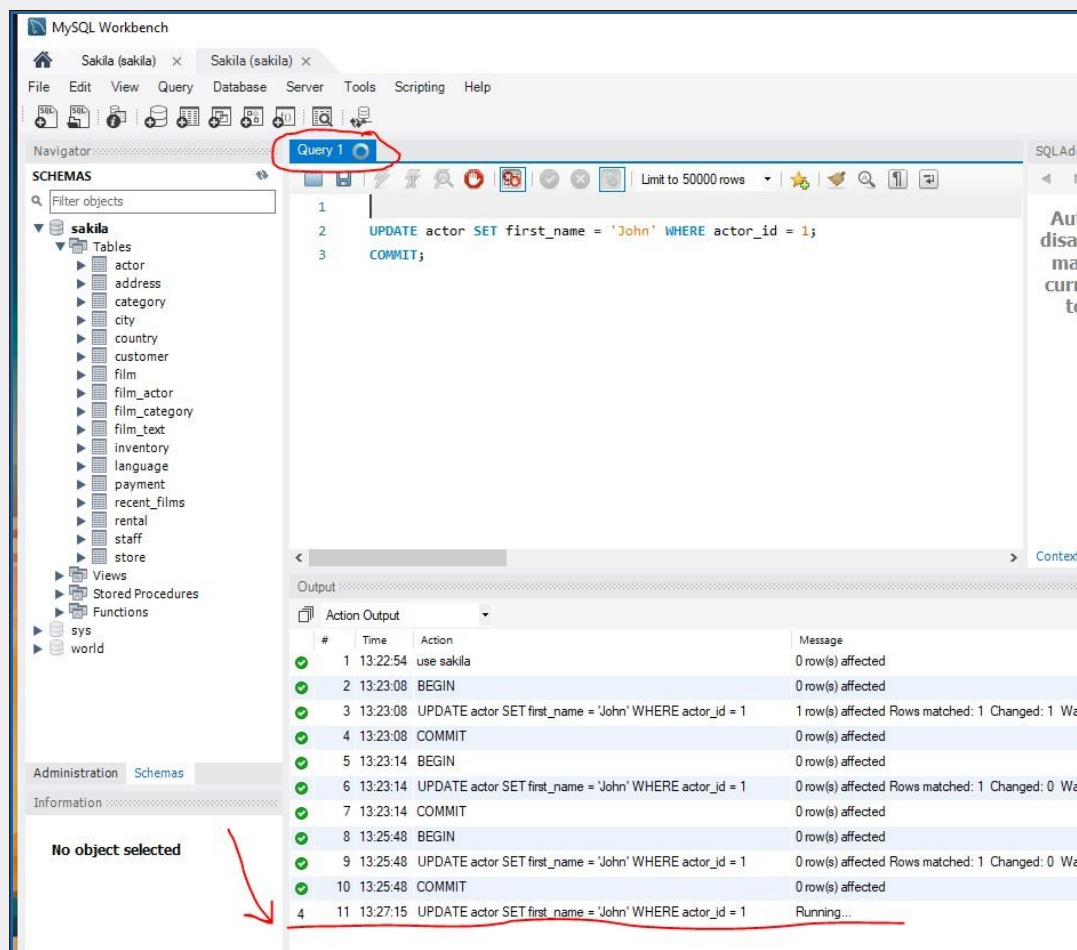 MySQL Workbench
Sakila (sakila) × Sakila (sakila) ×
File Edit View Query Database Server Tools Scripting Help
Navigator
Query 1
SQLAd
SCHEMAS
Limit to 50000 rows
Filter objects
1
2 UPDATE actor SET first_name = 'John' WHERE actor_id = 1;
3 COMMIT;
sakila
Tables
actor
address
category
city
country
customer
film
film_actor
film_category
film_text
inventory
language
payment
recent_films
rental
staff
store
Views
Stored Procedures
Functions
sys
world
Au
disa
ma
curr
t
Context
Output
Action Output
# Time Action Message
1 13:22:54 use sakila 0 row(s) affected
2 13:23:08 BEGIN 0 row(s) affected
3 13:23:08 UPDATE actor SET first_name = 'John' WHERE actor_id = 1 1 row(s) affected Rows matched: 1 Changed: 1 Wa
4 13:23:08 COMMIT 0 row(s) affected
5 13:23:14 BEGIN 0 row(s) affected
6 13:23:14 UPDATE actor SET first_name = 'John' WHERE actor_id = 1 0 row(s) affected Rows matched: 1 Changed: 0 Wa
7 13:23:14 COMMIT 0 row(s) affected
8 13:25:48 BEGIN 0 row(s) affected
9 13:25:48 UPDATE actor SET first_name = 'John' WHERE actor_id = 1 0 row(s) affected Rows matched: 1 Changed: 0 Wa
10 13:25:48 COMMIT 0 row(s) affected
4 11 13:27:15 UPDATE actor SET first_name = 'John' WHERE actor_id = 1 Running...
Administration Schemas
Information
No object selected